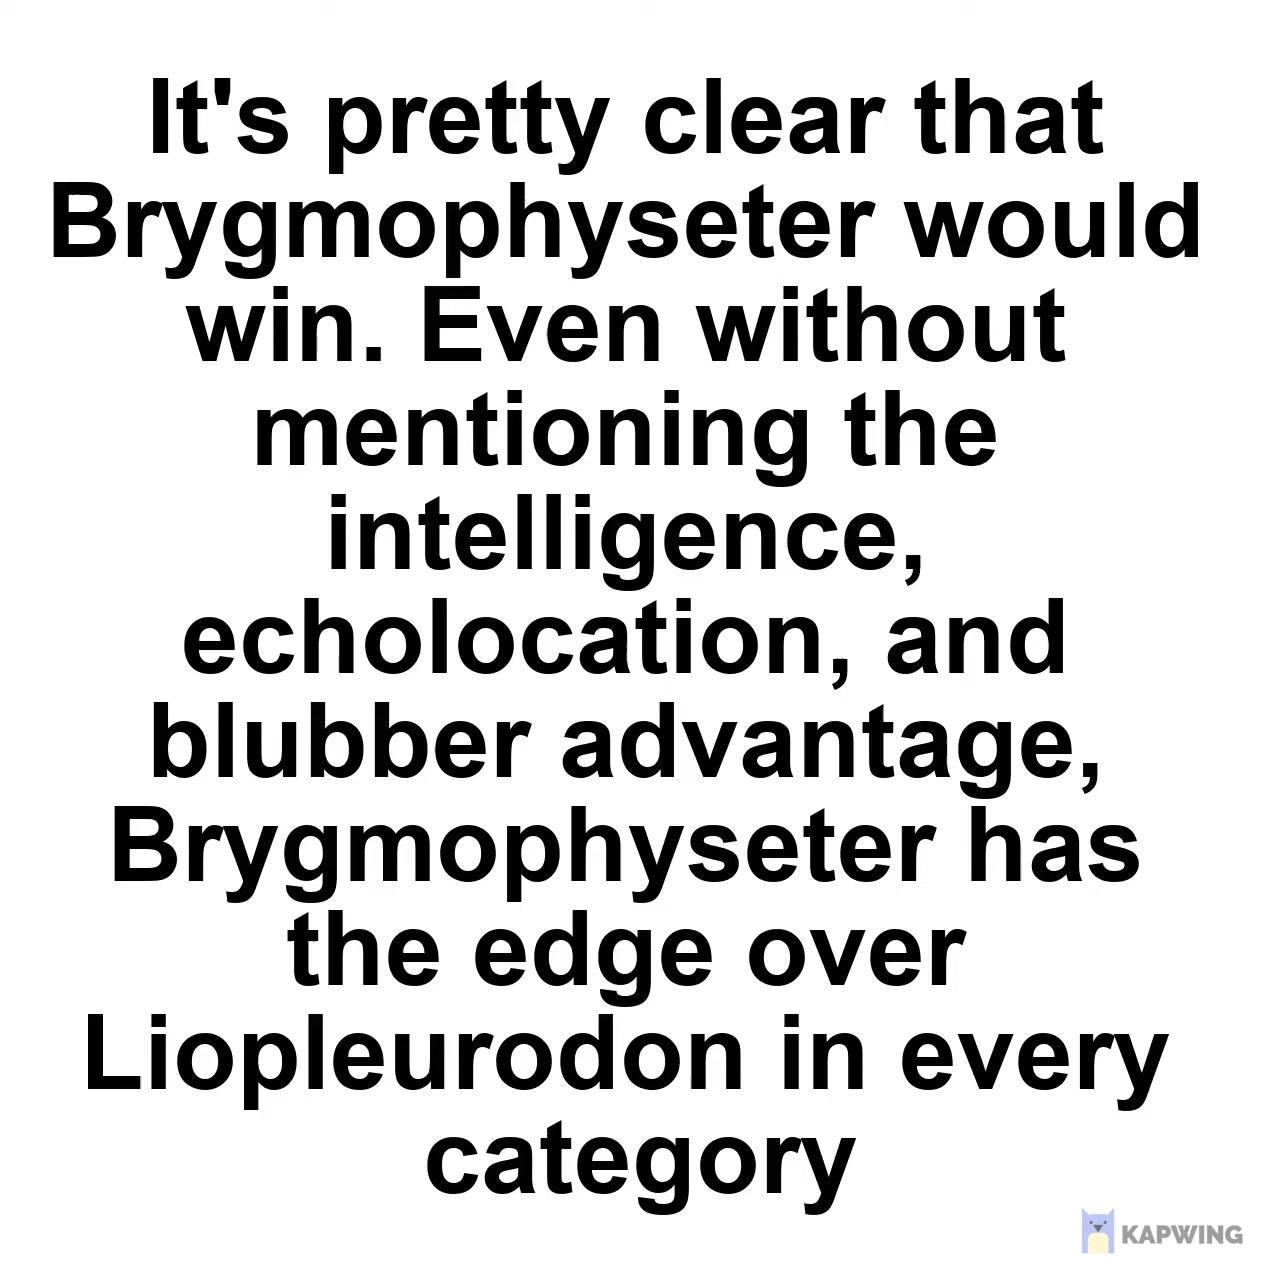 It's pretty clear that
Brygmophyseter would
win. Even without
mentioning the
intelligence,
echolocation, and
blubber advantage,
Brygmophyseter has
the edge over
Liopleurodon in every
category
KAPWING